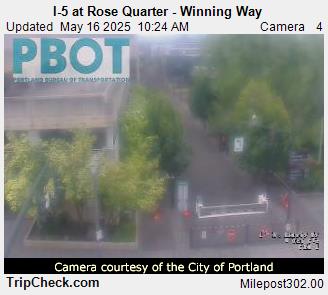 I-5 at Rose Quarter - Winning Way
Updated May 16 2025 10:24 AM Camera 4
PBOT
PORTLAND BUREAU OF TRANSPORTATION
Camera courtesy of the City of Portland
TripCheck.com Milepost302.00